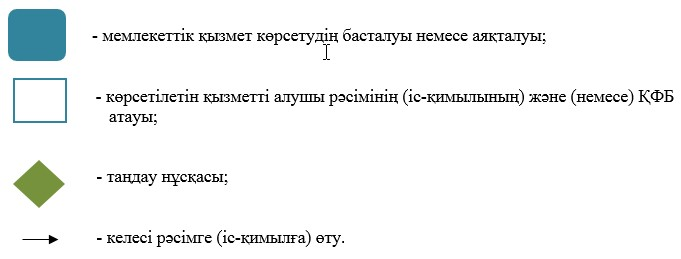 - мемлекеттік қызмет көрсетудің басталуы немесе аяқталуы;
- көрсетілетін қызметті алушы рәсімінің (іс-қимылының) және (немесе) ҚФБ
атауы;
- таңдау нұсқасы;
- келесі рәсімге (іс-қимылға) өту.